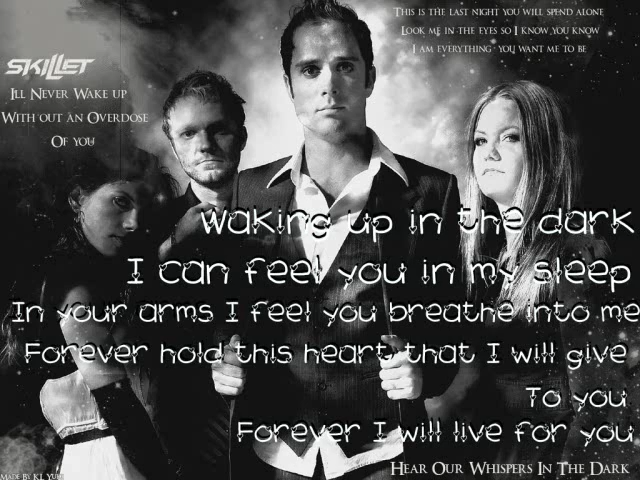 This is the last night you will spend alone
Look me in the eyes so I know you know
I am everything you want me to be
SKILLET
Ill Never Wake up
With out an Overdose
Of you
Waking up in the dark
I can feel you in my sleep
In your arms I feel you breathe into me
Forever hold this heart that I will give
To you
Forever I will live for you
Hear Our Whispers In The Dark
Made By K.L